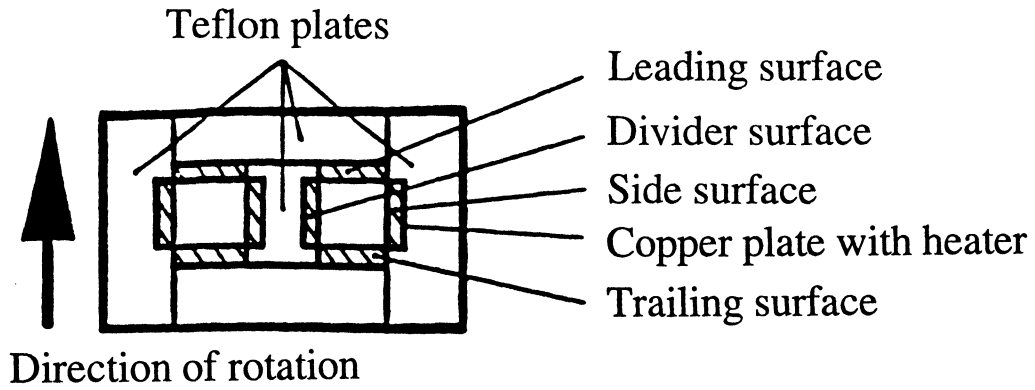 Teflon plates
Leading surface
Divider surface
Side surface
Copper plate with heater
Trailing surface
Direction of rotation